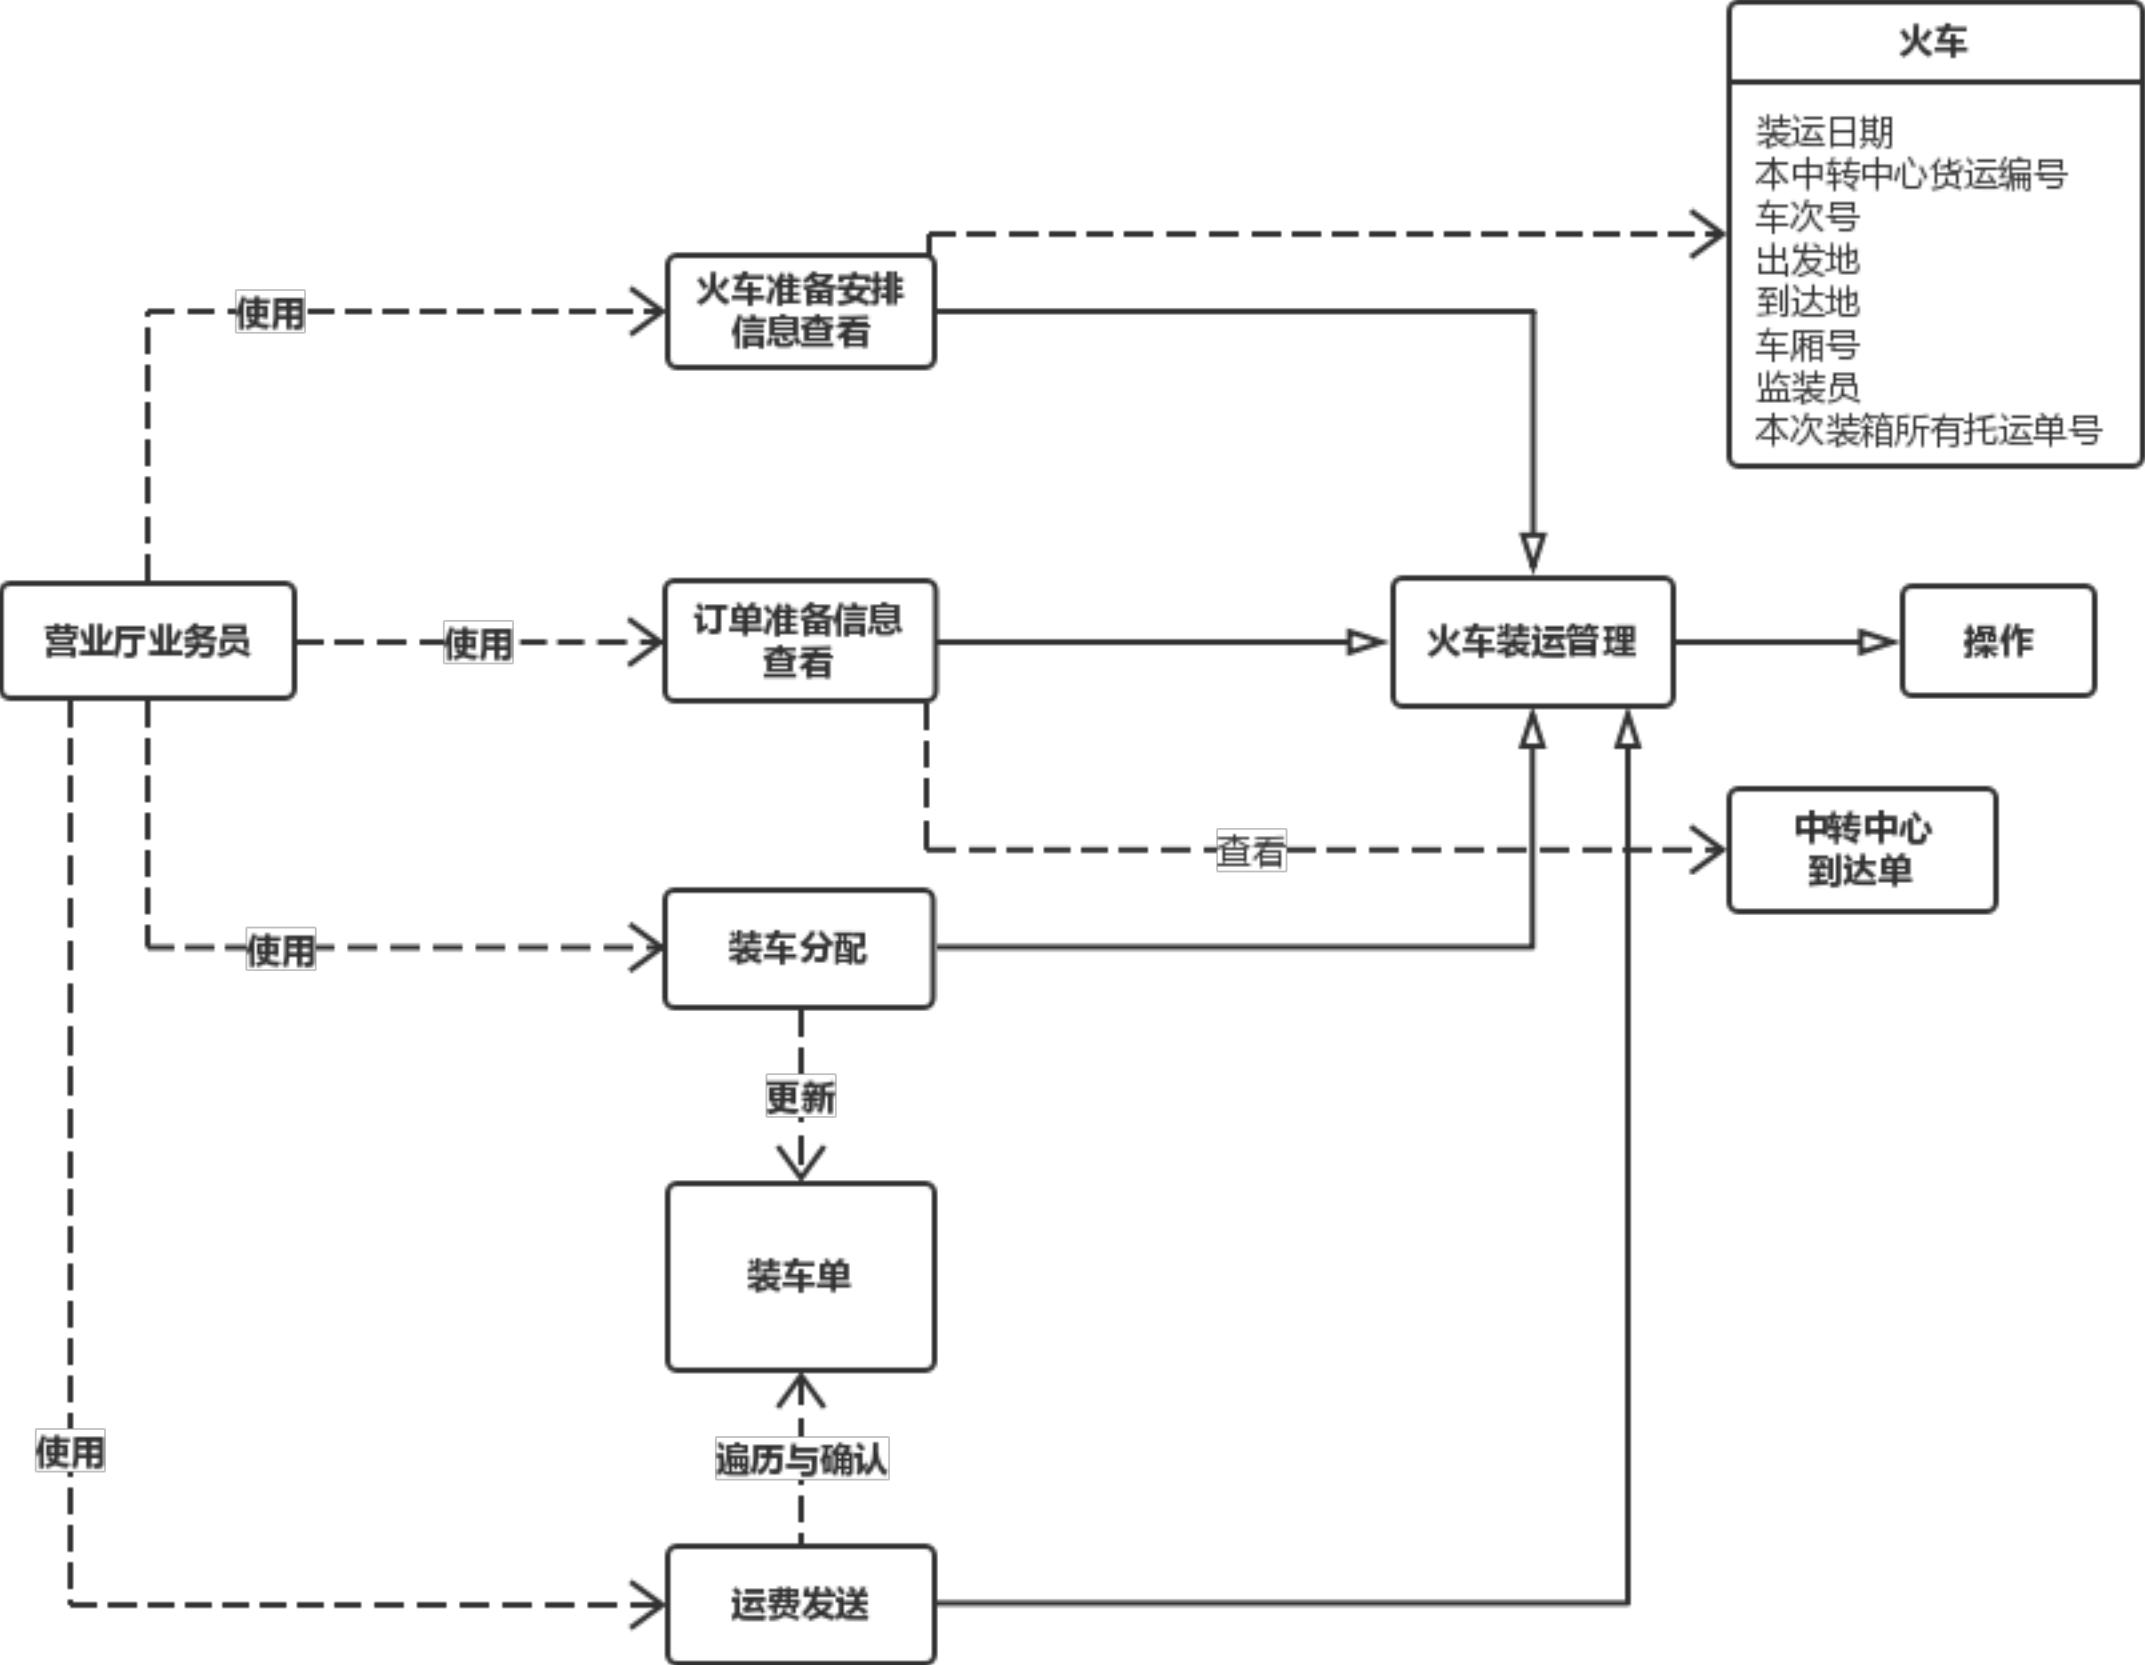 火车
装运日期
本中转中心货运编号
车次号
出发地
到达地
车厢号
监装员
本次装箱所有托运单号
使用
火车准备安排
信息查看
营业厅业务员
使用
订单准备信息
查看
火车装运管理
操作
查看
中转中心
到达单
使用
装车分配
更新
装车单
使用
遍历与确认
运费发送